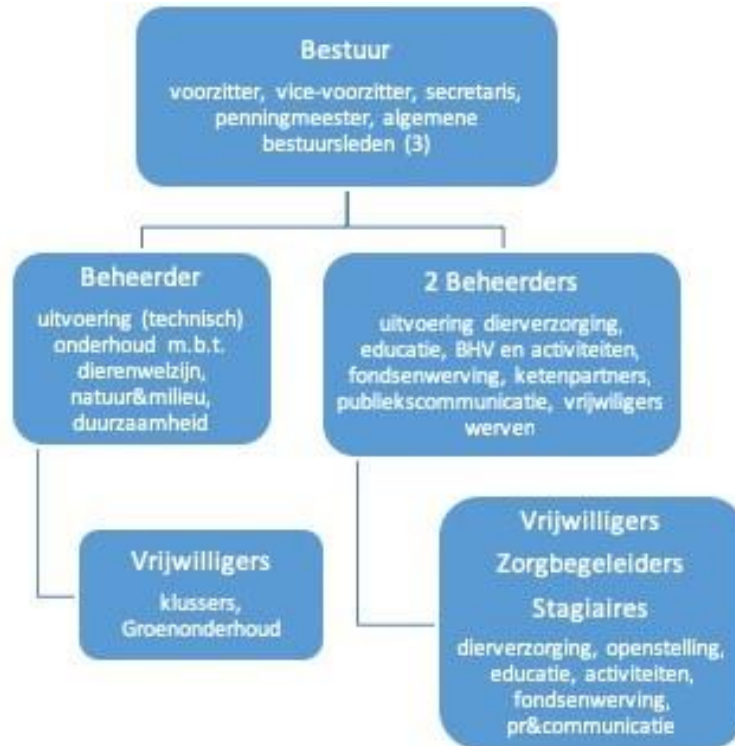 Bestuur
voorzitter, vice-voorzitter, secretaris,
penningmeester, algemene
bestuursleden (3)
Beheerder
uitvoering (technisch)
onderhoud m.b.t.
dierenwelzijn,
natuur&milieu,
duurzaamheid
2 Beheerders
uitvoering dierverzorging,
educatie, BHV en activiteiten,
fondsenwerving, ketenpartners,
publiekscommunicatie, vrijwiligers
werven
Vrijwilligers
klussers,
Groenonderhoud
Vrijwilligers
Zorgbegeleiders
Stagiaires
dierverzorging, openstelling,
educatie, activiteiten,
fondsenwerving,
pr&communicatie